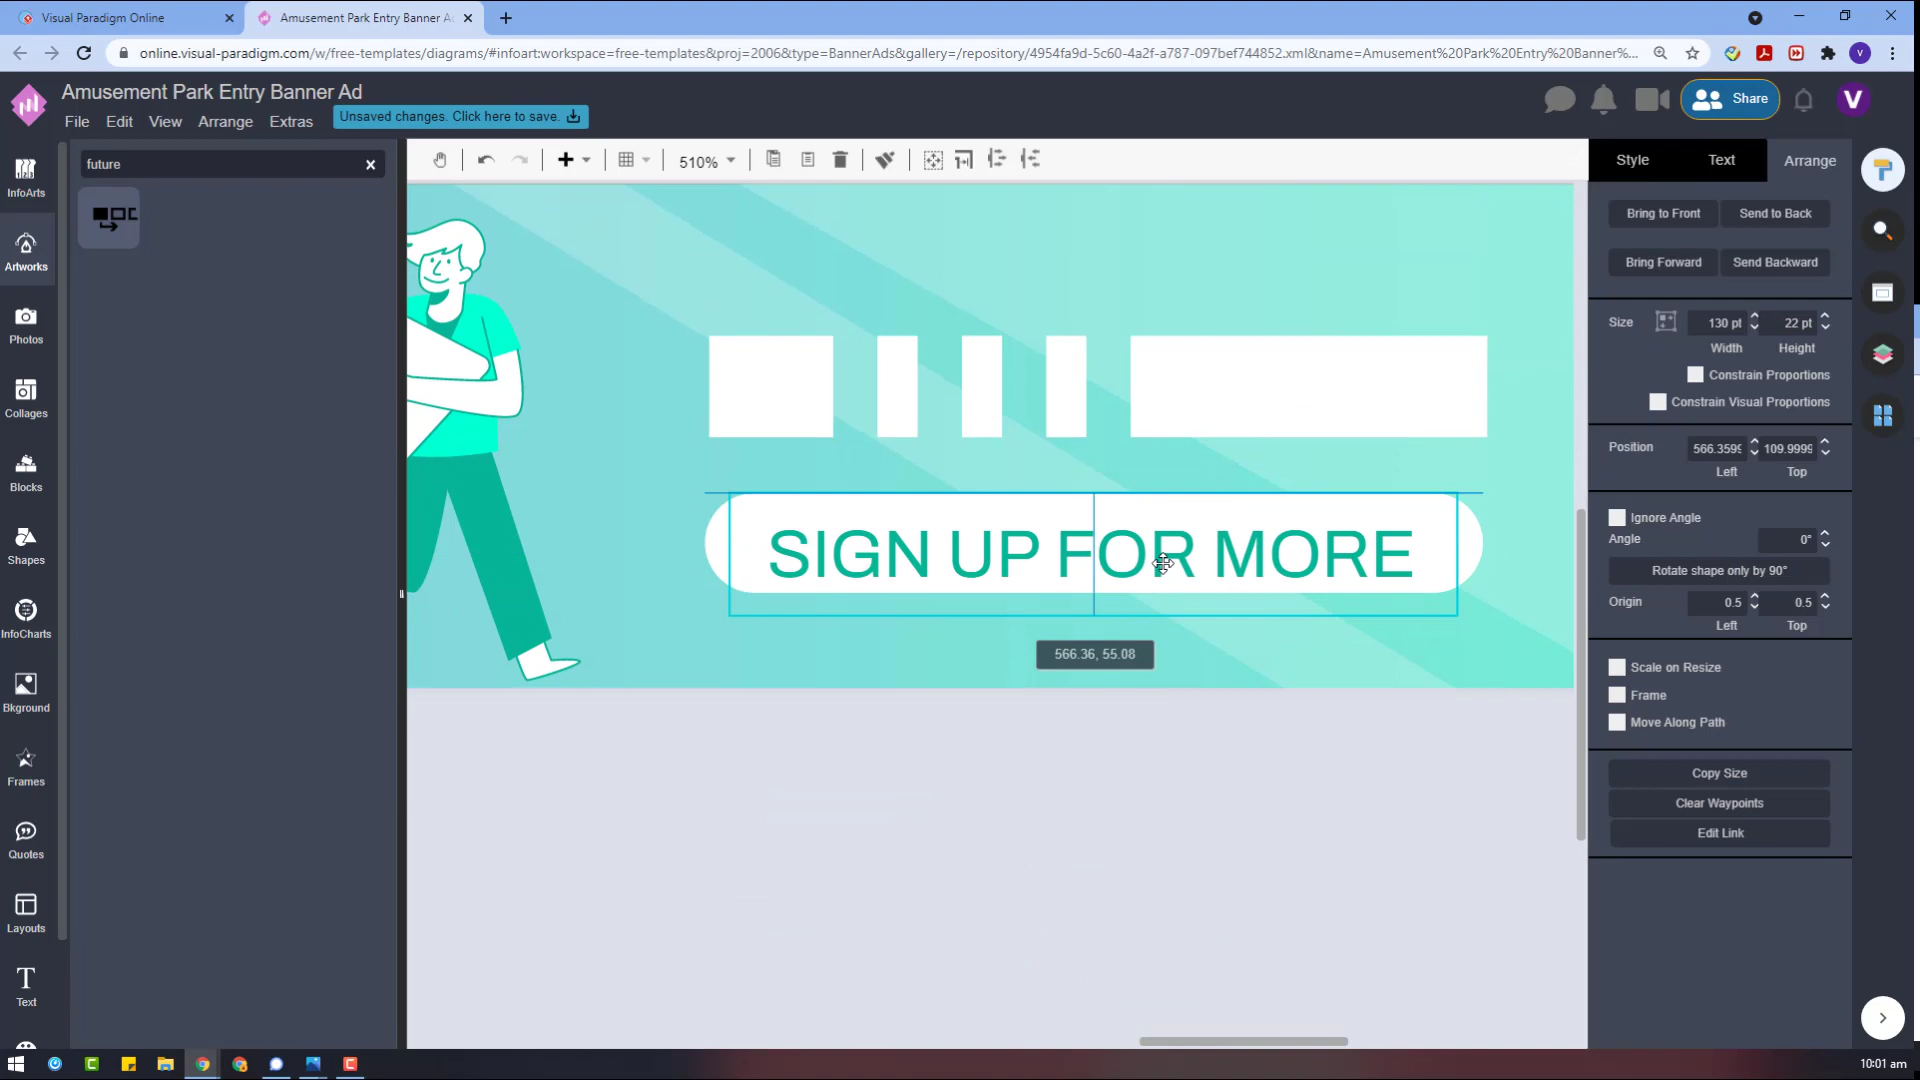 Visual Paradigm Online
Amusement Park Entry Banner A
online.visual-paradigm.com/w/free-templates/diagrams/#infoart:workspace=free-templates&proj=2006&type=BannerAds&gallery=/repository/4954fa9d-5c60-4a2f-a787-097bef744852.xml&name=Amusement%20Park%20Entry%20Banner%...
V
Amusement Park Entry Banner Ad
File Edit View Arrange Extras
Unsaved changes. Click here to save.
Share
V
future
510%
Style Text Arrange
InfoArts
Artworks
Photos
Collages
Blocks
Shapes
InfoCharts
Bkground
Frames
Quotes
Layouts
T
Text
SIGN UP FOR MORE
566.36, 55.08
Bring to Front Send to Back
Bring Forward Send Backward
Size 130 pt 22 pt
Width Height
Constrain Proportions
Constrain Visual Proportions
Position 566.3599 109.9999
Left Top
Ignore Angle
Angle 0°
Rotate shape only by 90°
Origin 0.5 0.5
Left Top
Scale on Resize
Frame
Move Along Path
Copy Size
Clear Waypoints
Edit Link
10:01 am